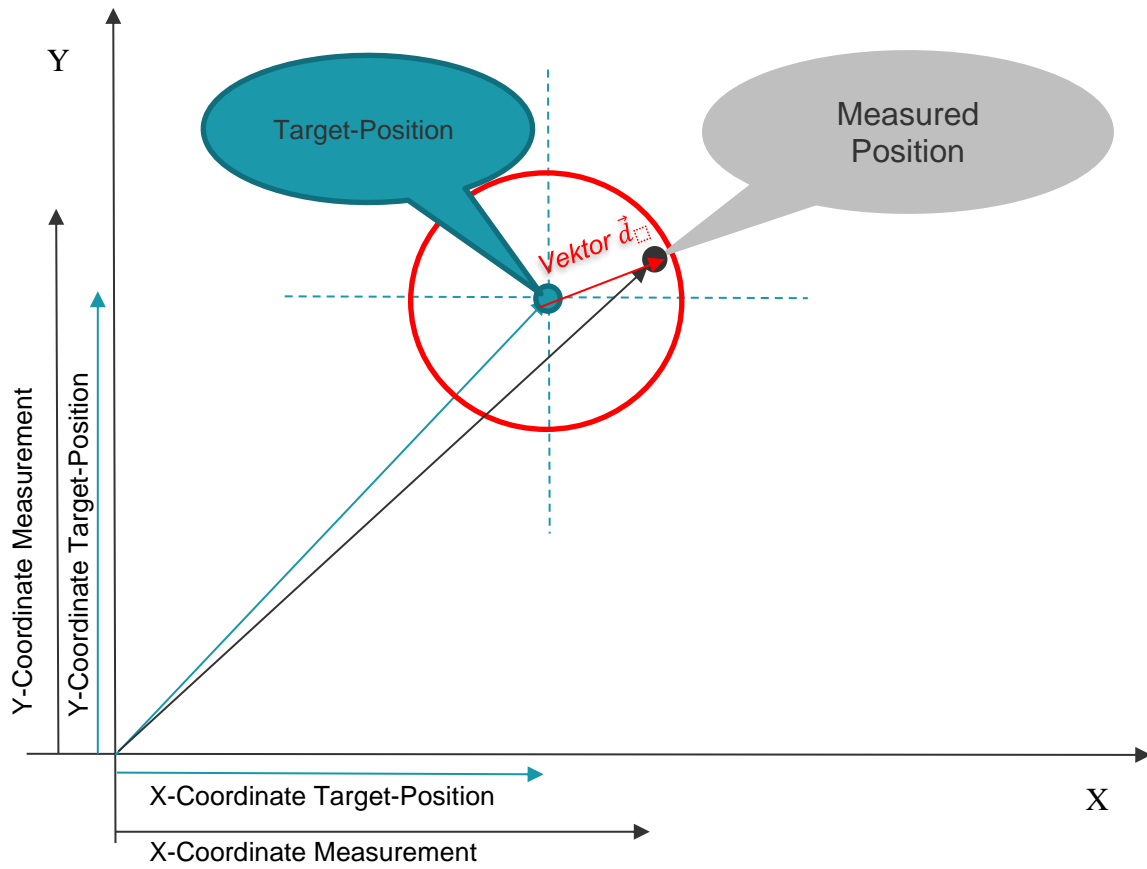 Y
Target-Position
Measured
Position
Vektor d⃗
Y-Coordinate Measurement
Y-Coordinate Target-Position
X-Coordinate Target-Position
X
X-Coordinate Measurement